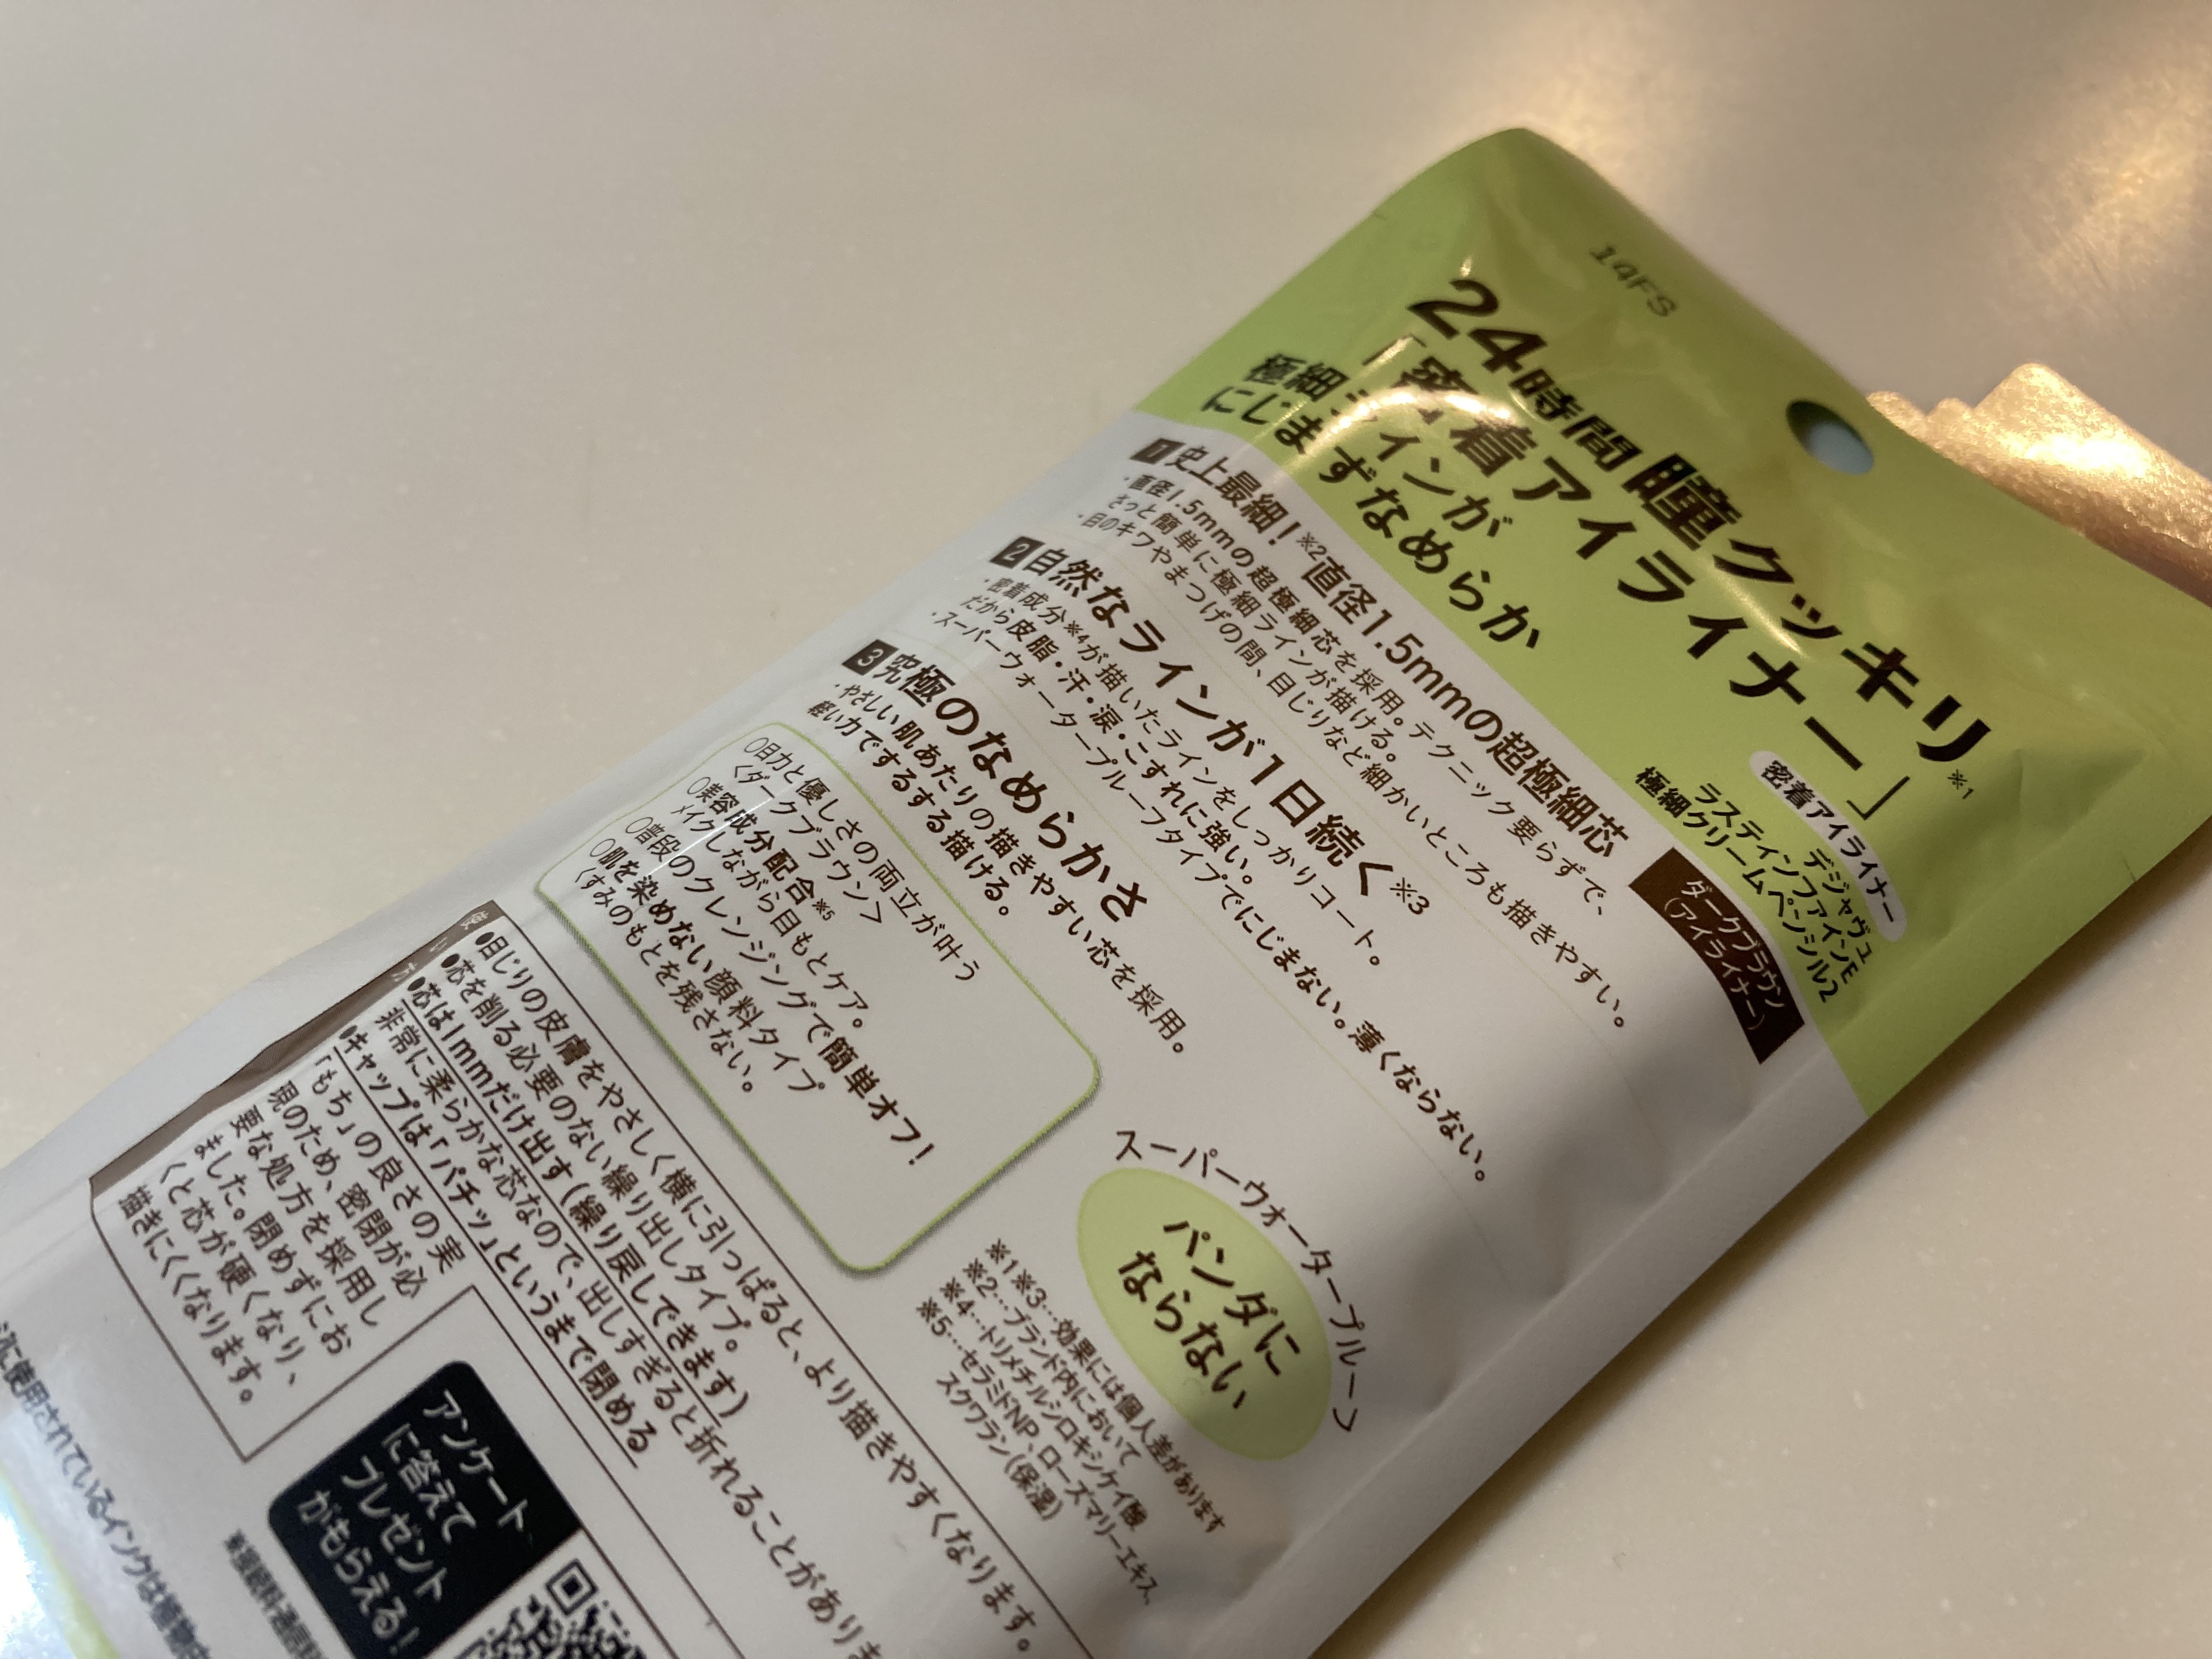 14FS
24時間瞳クッキリ※1
「密着アイライナー」
極細ラインが
にじまずなめらか
密着アイライナー
デジャヴュ
ラスティンファインE
極細クリームペンシル2
ダークブラウン
(アイライナー)
1 史上最細!※2直径1.5mmの超極細芯
・直径1.5mmの超極細芯を採用。テクニック要らずで、
さっと簡単に極細ラインが描ける。
・目のキワやまつげの間、目じりなど細かいところも描きやすい。
2 自然なラインが1日続く※3
・密着成分※4が描いたラインをしっかりコート。
だから皮脂・汗・涙・こすれに強い。
・スーパーウォータープルーフタイプでにじまない。薄くならない。
3 究極のなめらかさ
・やさしい肌あたりの描きやすい芯を採用。
軽い力でするする描ける。
○目力と優しさの両立が叶う
<ダークブラウン>
○美容成分配合※5
メイクしながら目もとケア。
○普段のクレンジングで簡単オフ!
○肌を染めない顔料タイプ
くすみのもとを残さない。
スーパーウォータープルーフ
パンダに
ならない
※1※3…効果には個人差があります
※2…ブランド内において
※4…トリメチルシロキシケイ酸
※5…セラミドNP、ローズマリーエキス、
スクワラン(保湿)
使い方
●目じりの皮膚をやさしく横に引っぱると、より描きやすくなります。
●芯を削る必要のない繰り出しタイプ。
●芯は1mmだけ出す(繰り戻しできます)
非常に柔らかな芯なので、出しすぎると折れることがありま
●キャップは「パチッ」というまで閉める
「もち」の良さの実
現のため、密閉が必
要な処方を採用し
ました。閉めずにお
くと芯が硬くなり、
描きにくくなります。
アンケート
に答えて
プレゼント
がもらえる!
に使用されているインクは植物由